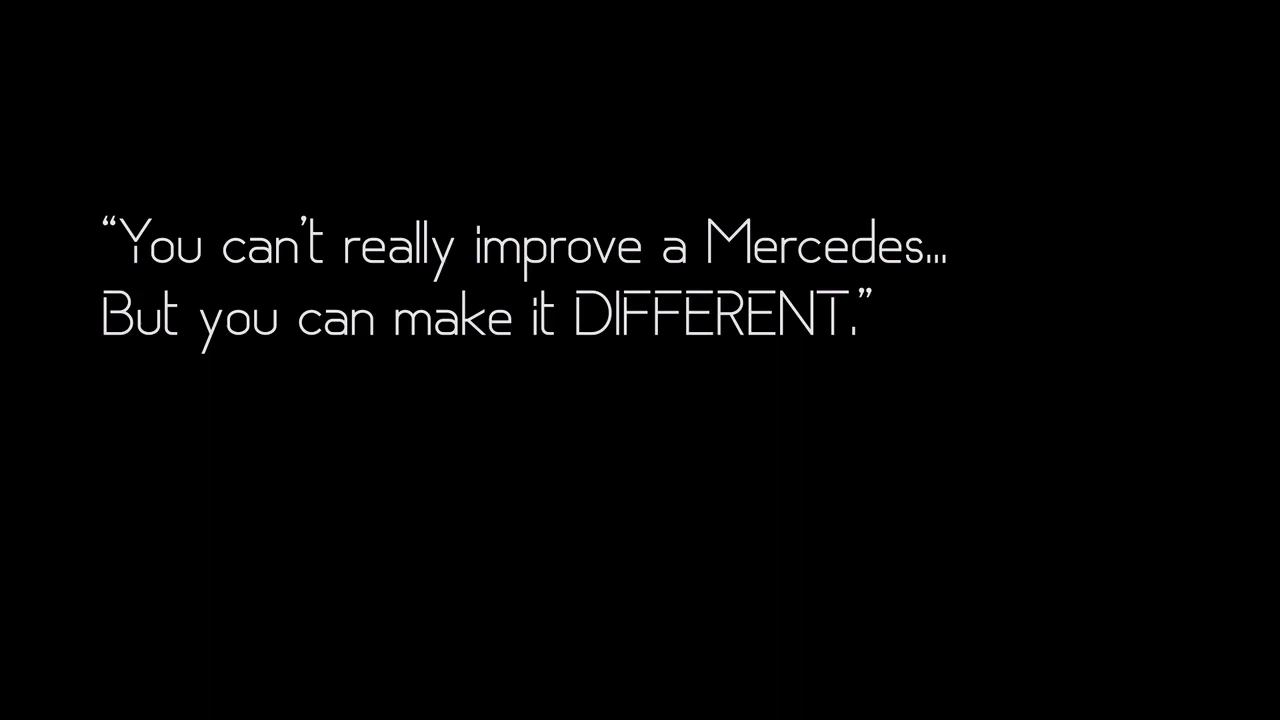 “You can’t really improve a Mercedes...
But you can make it DIFFERENT.”